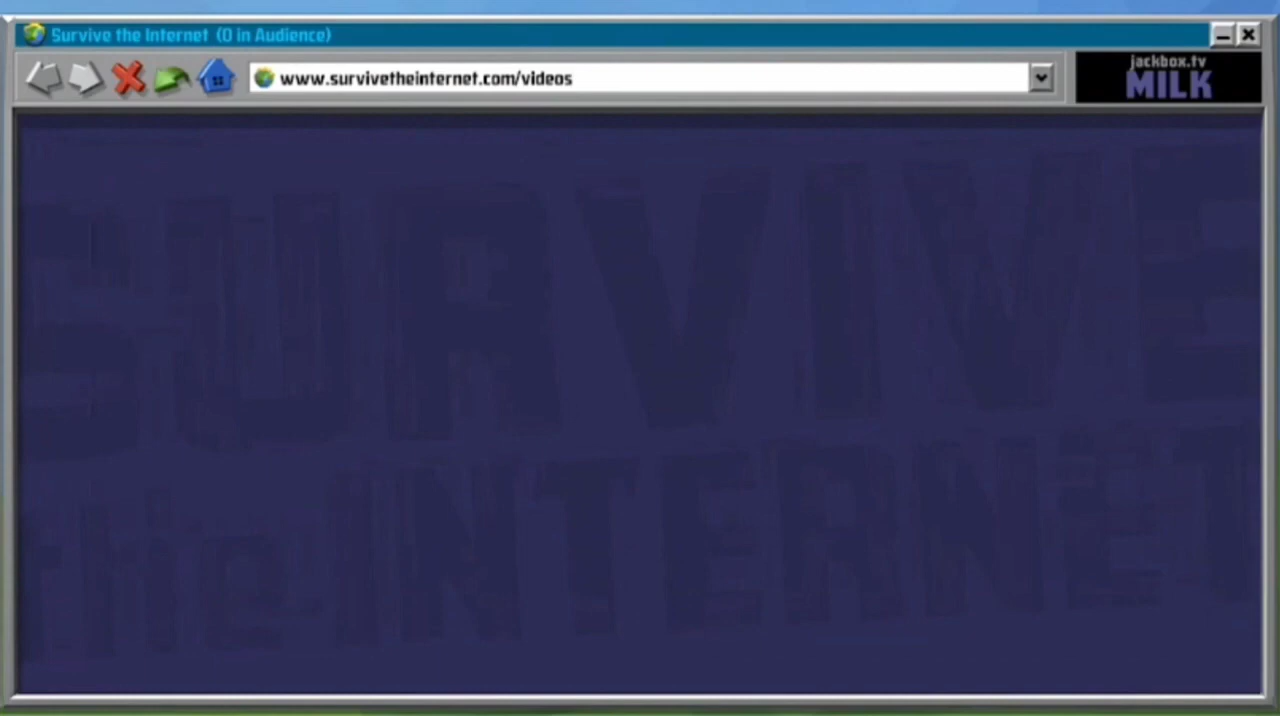 Survive the Internet (0 in Audience)
www.survivetheinternet.com/videos
jackbox.tv
MILK
SURVIVE
the INTERNET